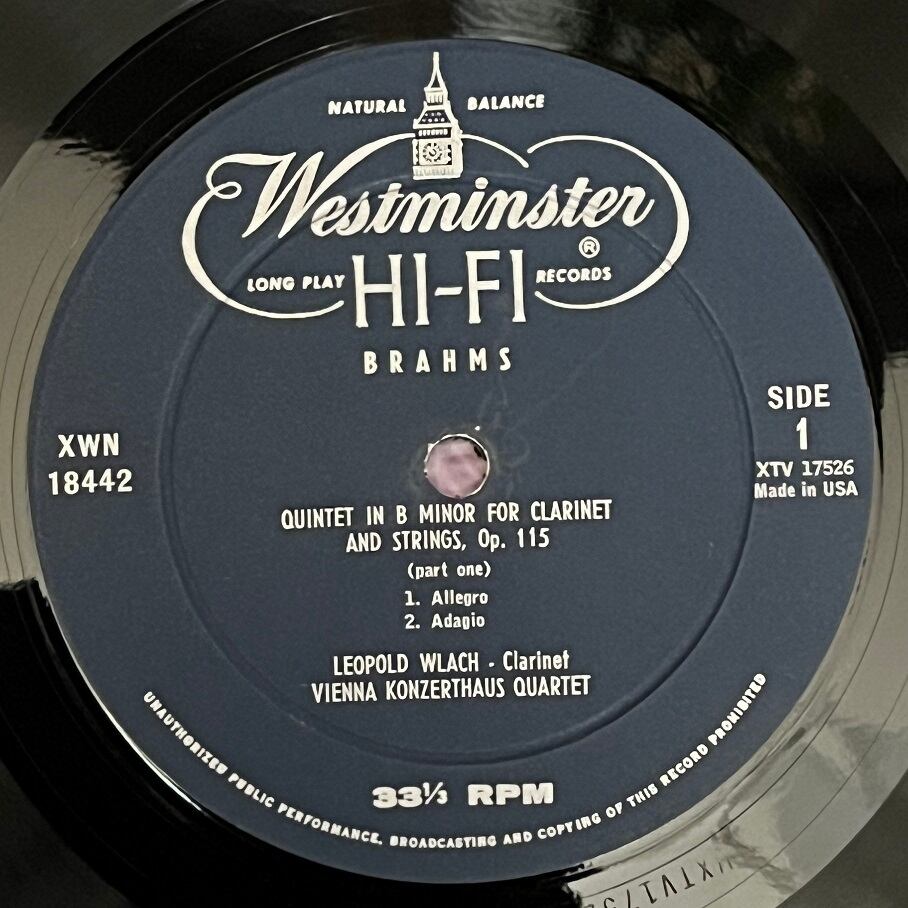 NATURAL BALANCE
Westminster
®
LONG PLAY HI-FI RECORDS
BRAHMS
SIDE
1
XTV 17526
Made in USA
XWN
18442
QUINTET IN B MINOR FOR CLARINET
AND STRINGS, Op. 115
(part one)
1. Allegro
2. Adagio
LEOPOLD WLACH - Clarinet
VIENNA KONZERTHAUS QUARTET
33⅓ RPM
UNAUTHORIZED PUBLIC PERFORMANCE, BROADCASTING AND COPYING OF THIS RECORD PROHIBITED